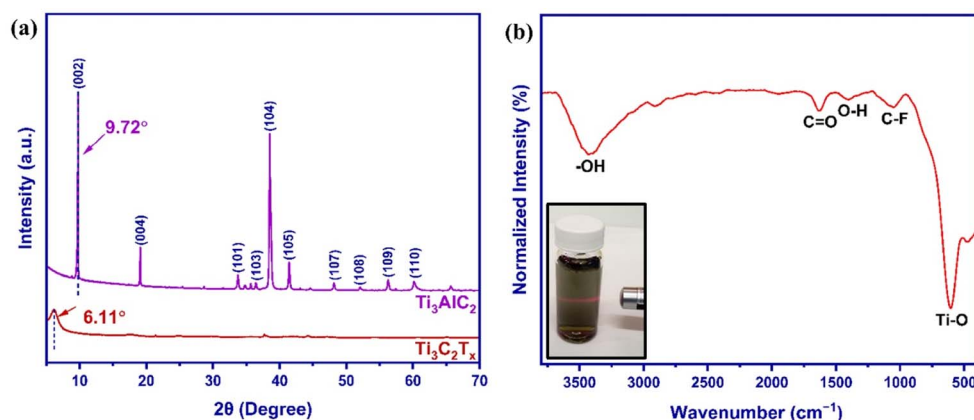 (a)
Intensity (a.u.)
(002)
9.72°
(004)
(101)
(103)
(104)
(105)
(107)
(108)
(109)
(110)
Ti₃AlC₂
6.11°
Ti₃C₂Tₓ
10 20 30 40 50 60 70
2θ (Degree)
(b)
Normalized Intensity (%)
-OH
C=O
O-H
C-F
Ti-O
3500 3000 2500 2000 1500 1000 500
Wavenumber (cm⁻¹)